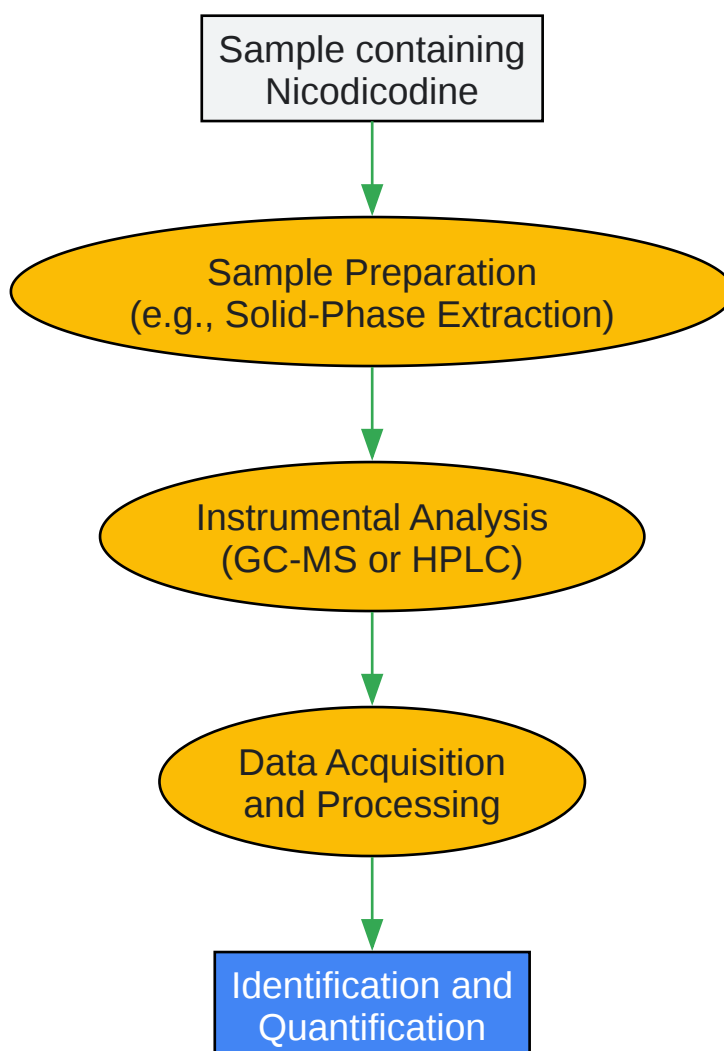 Sample containing
Nicodicodine
Sample Preparation
(e.g., Solid-Phase Extraction)
Instrumental Analysis
(GC-MS or HPLC)
Data Acquisition
and Processing
Identification and
Quantification